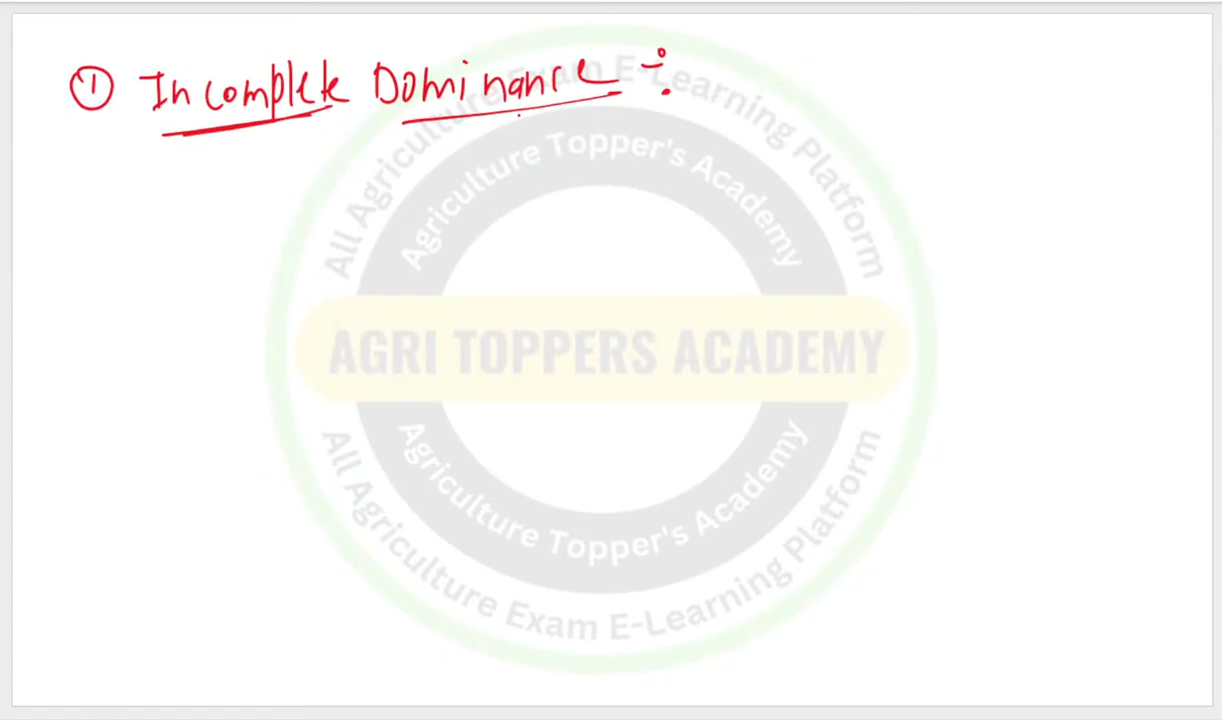 ① Incomplete Dominance ÷
All Agriculture Exam E-Learning Platform
Agriculture Topper's Academy
AGRI TOPPERS ACADEMY
Agriculture Topper's Academy
All Agriculture Exam E-Learning Platform